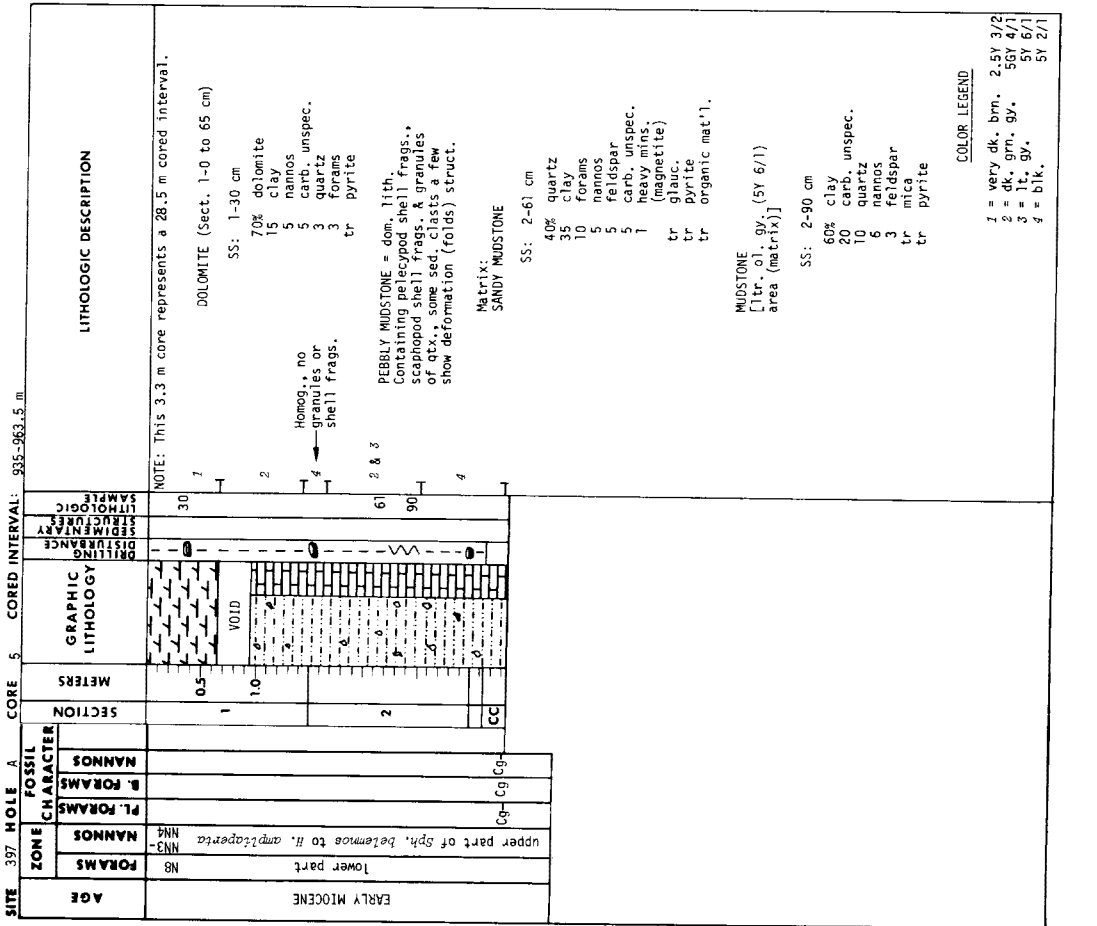 SITE 397 HOLE A CORE 5 CORED INTERVAL: 935-963.5 m
AGE
ZONE
FORAMS
NANNOS
FOSSIL CHARACTER
PL. FORAMS
B. FORAMS
NANNOS
SECTION
METERS
GRAPHIC LITHOLOGY
DRILLING DISTURBANCE
SEDIMENTARY STRUCTURES
LITHOLOGIC SAMPLE
LITHOLOGIC DESCRIPTION
EARLY MIOCENE
N8 lower part
NN3-
NN4
upper part of Sph. belemnos to H. ampliaperta
Cg-
Cg
Cg-
1
2
CC
0.5
1.0
VOID
30
61
90
1
2
4
2 & 3
4
Homog., no
granules or
shell frags.
NOTE: This 3.3 m core represents a 28.5 m cored interval.
DOLOMITE (Sect. 1-0 to 65 cm)
SS: 1-30 cm
70% dolomite
15 clay
5 nannos
5 carb. unspec.
3 quartz
3 forams
tr pyrite
PEBBLY MUDSTONE = dom. lith.
Containing pelecypod shell frags.,
scaphopod shell frags. & granules
of qtx., some sed. clasts a few
show deformation (folds) struct.
Matrix:
SANDY MUDSTONE
SS: 2-61 cm
40% quartz
35 clay
10 forams
5 nannos
5 feldspar
5 carb. unspec.
1 heavy mins.
(magnetite)
tr glauc.
tr pyrite
tr organic mat'l.
MUDSTONE
[ltr. ol. gy. (5Y 6/1)
area (matrix)]
SS: 2-90 cm
60% clay
20 carb. unspec.
10 quartz
6 nannos
3 feldspar
tr mica
tr pyrite
COLOR LEGEND
1 = very dk. brn. 2.5Y 3/2
2 = dk. grn. gy. 5GY 4/1
3 = lt. gy. 5Y 6/1
4 = blk. 5Y 2/1